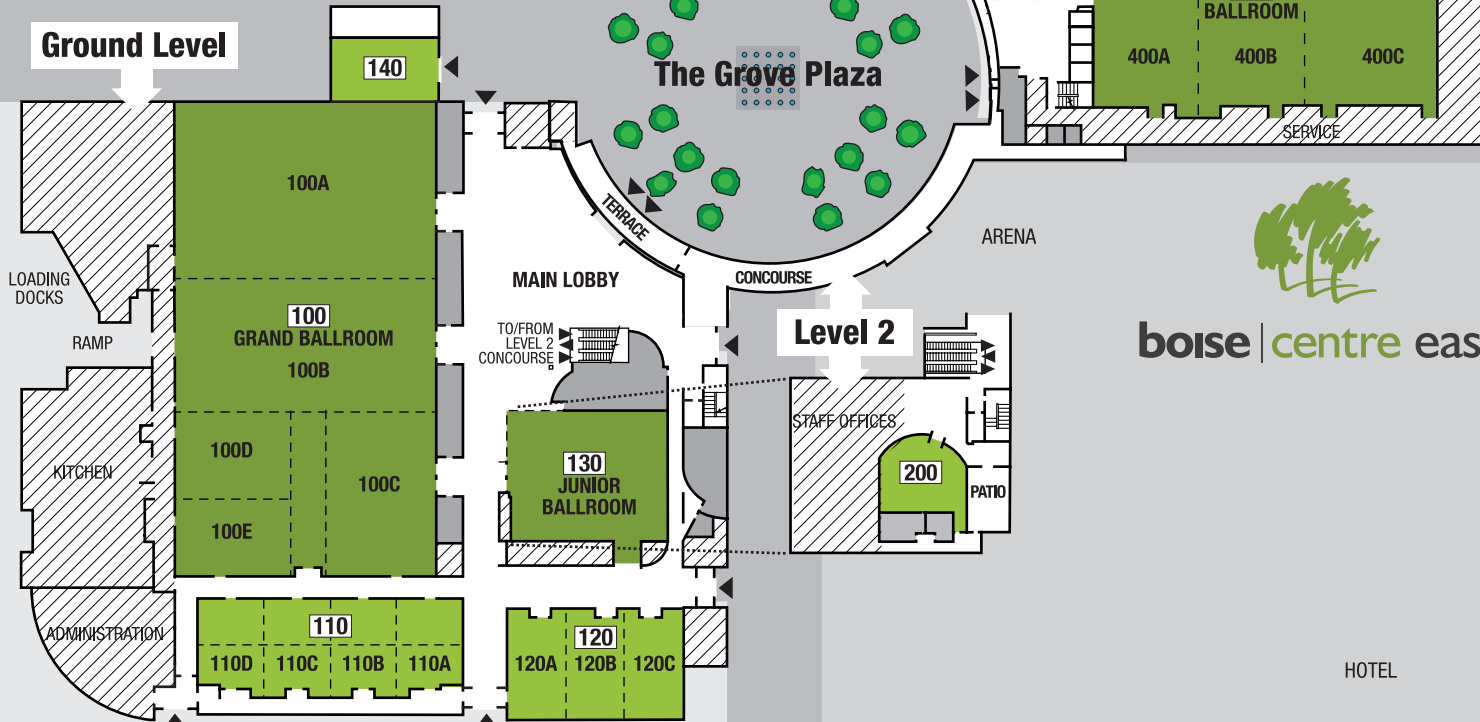 Ground Level
140
The Grove Plaza
BALLROOM
400A
400B
400C
SERVICE
100A
TERRACE
ARENA
LOADING
DOCKS
MAIN LOBBY
CONCOURSE
100
GRAND BALLROOM
100B
RAMP
TO/FROM
LEVEL 2
CONCOURSE
Level 2
boise | centre eas
STAFF OFFICES
100D
KITCHEN
100C
130
JUNIOR
BALLROOM
200
PATIO
100E
ADMINISTRATION
110
110D
110C
110B
110A
120
120A
120B
120C
HOTEL